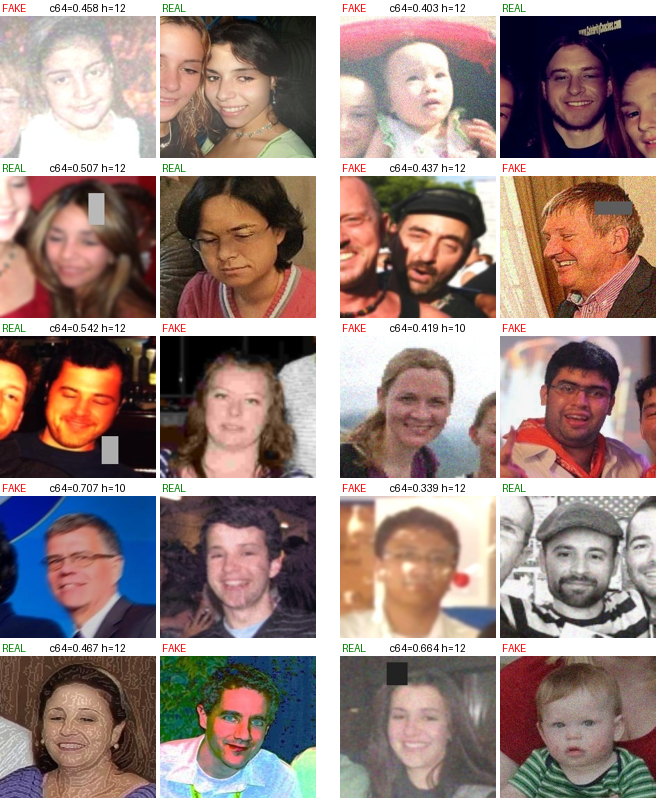 FAKE c64=0.458 h=12 REAL FAKE c64=0.403 h=12 REAL
www.CelebrityCoaches.com
REAL c64=0.507 h=12 REAL FAKE c64=0.437 h=12 FAKE
REAL c64=0.542 h=12 FAKE FAKE c64=0.419 h=10 FAKE
FAKE c64=0.707 h=10 REAL FAKE c64=0.339 h=12 REAL
REAL c64=0.467 h=12 FAKE REAL c64=0.664 h=12 FAKE